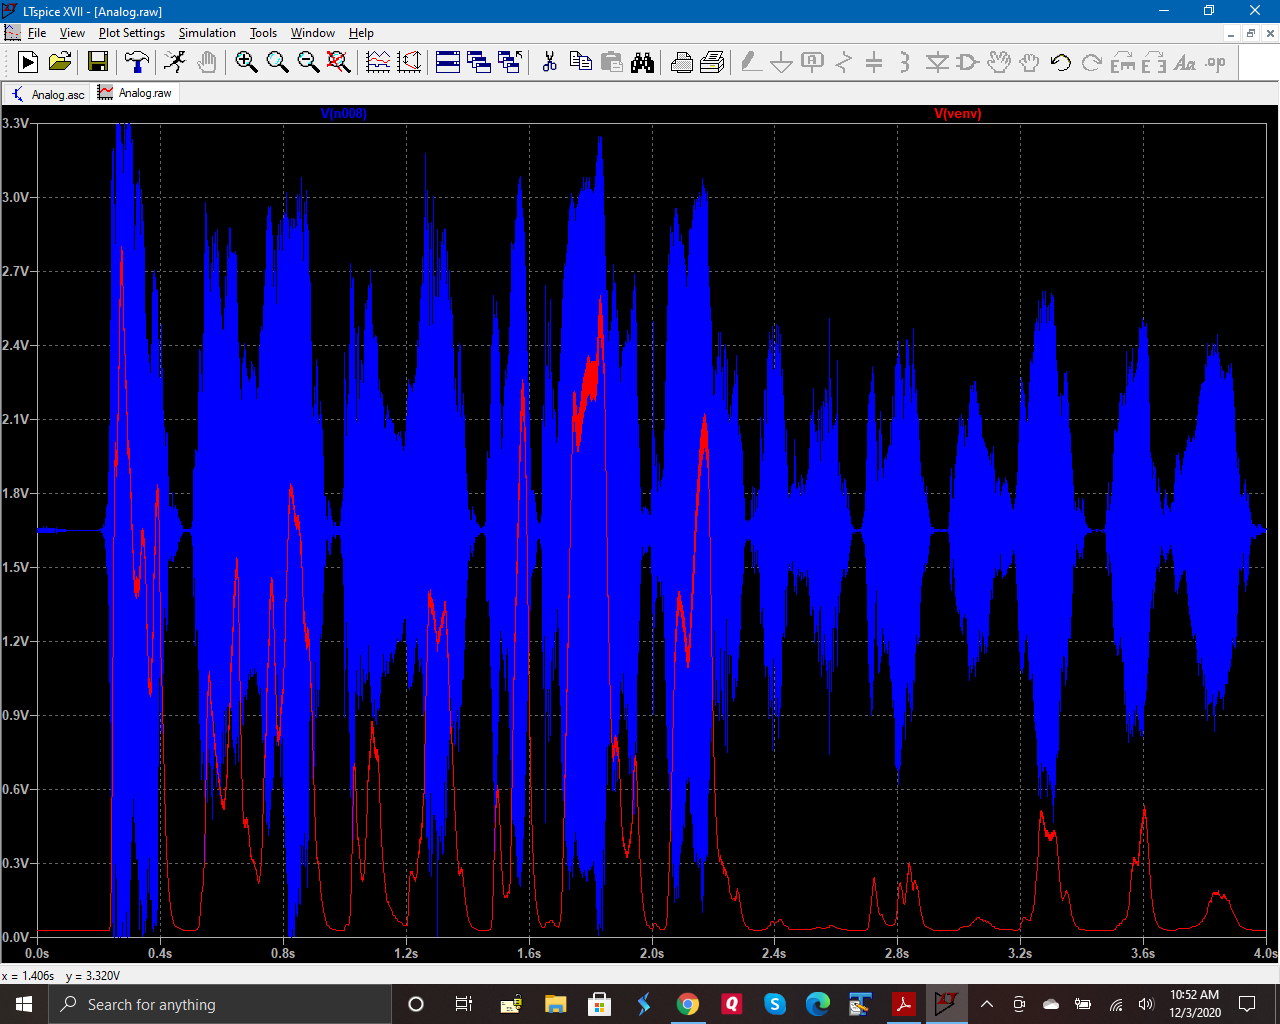 LTspice XVII - [Analog.raw]
File View Plot Settings Simulation Tools Window Help
Analog.asc Analog.raw
V(n008) V(venv)
3.3V
3.0V
2.7V
2.4V
2.1V
1.8V
1.5V
1.2V
0.9V
0.6V
0.3V
0.0V
0.0s 0.4s 0.8s 1.2s 1.6s 2.0s 2.4s 2.8s 3.2s 3.6s 4.0s
x = 1.406s y = 3.320V
Search for anything
10:52 AM
12/3/2020